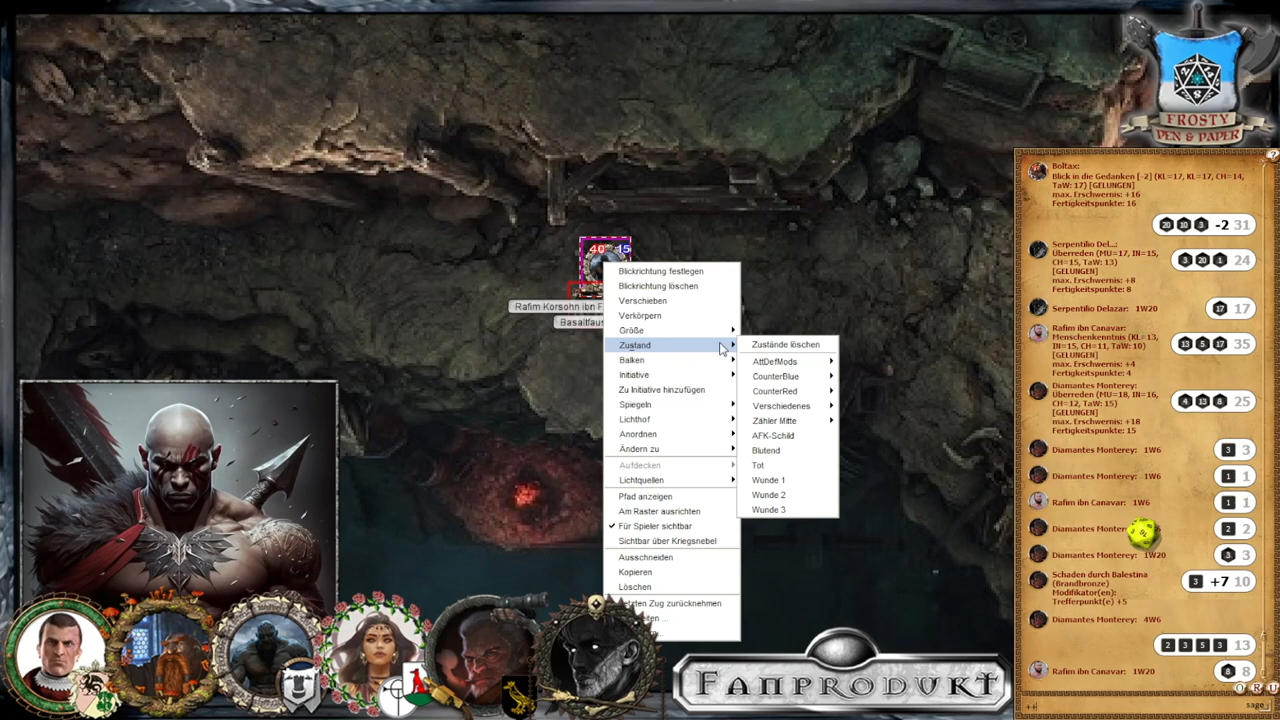 FROSTY
PEN & PAPER
40 15
Rafim Korsohn ibn F
Basaltfaus
Blickrichtung festlegen
Blickrichtung löschen
Verschieben
Verkörpern
Größe
Zustand
Balken
Initiative
Zu Initiative hinzufügen
Spiegeln
Lichthof
Anordnen
Ändern zu
Aufdecken
Lichtquellen
Pfad anzeigen
Am Raster ausrichten
Für Spieler sichtbar
Sichtbar über Kriegsnebel
Ausschneiden
Kopieren
Löschen
etzten Zug zurücknehmen
eiten ...
Zustände löschen
AttDefMods
CounterBlue
CounterRed
Verschiedenes
Zähler Mitte
AFK-Schild
Blutend
Tot
Wunde 1
Wunde 2
Wunde 3
FANPRODUKT
Boltax:
Blick in die Gedanken [-2] (KL=17, KL=17, CH=14,
TaW: 17) [GELUNGEN]
max. Erschwernis: +16
Fertigkeitspunkte: 16
20 10 3 -2 31
Serpentilio Del...:
Überreden (MU=17, IN=15,
CH=15, TaW: 13)
[GELUNGEN]
max. Erschwernis: +8
Fertigkeitspunkte: 8
3 20 1 24
Serpentilio Delazar: 1W20
17 17
Rafim ibn Canavar:
Menschenkenntnis (KL=13,
IN=15, CH=11, TaW: 10)
[GELUNGEN]
max. Erschwernis: +4
Fertigkeitspunkte: 4
13 5 17 35
Diamantes Monterey:
Überreden (MU=18, IN=16,
CH=12, TaW: 15)
[GELUNGEN]
max. Erschwernis: +18
Fertigkeitspunkte: 15
4 13 8 25
Diamantes Monterey: 1W6
3 3
Diamantes Monterey: 1W6
1 1
Rafim ibn Canavar: 1W6
1 1
Diamantes Monter
2 2
Diamantes Monterey: 1W20
3 3
Schaden durch Balestina
(Brandbronze)
Modifikator(en):
Trefferpunkt(e) +5
3 +7 10
Diamantes Monterey: 4W6
2 3 5 3 13
Rafim ibn Canavar: 1W20
8 8
O R U
++
sage